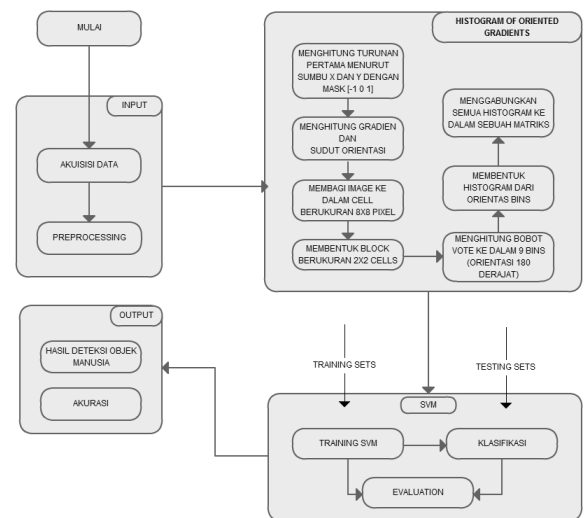 MULAI
INPUT
AKUISISI DATA
PREPROCESSING
HISTOGRAM OF ORIENTED
GRADIENTS
MENGHITUNG TURUNAN
PERTAMA MENURUT
SUMBU X DAN Y DENGAN
MASK [-1 0 1]
MENGHITUNG GRADIEN
DAN
SUDUT ORIENTASI
MEMBAGI IMAGE KE
DALAM CELL
BERUKURAN 8X8 PIXEL
MEMBENTUK BLOCK
BERUKURAN 2X2 CELLS
MENGHITUNG BOBOT
VOTE KE DALAM 9 BINS
(ORIENTASI 180
DERAJAT)
MEMBENTUK
HISTOGRAM DARI
ORIENTAS BINS
MENGGABUNGKAN
SEMUA HISTOGRAM KE
DALAM SEBUAH MATRIKS
TRAINING SETS
TESTING SETS
SVM
TRAINING SVM
KLASIFIKASI
EVALUATION
OUTPUT
HASIL DETEKSI OBJEK
MANUSIA
AKURASI